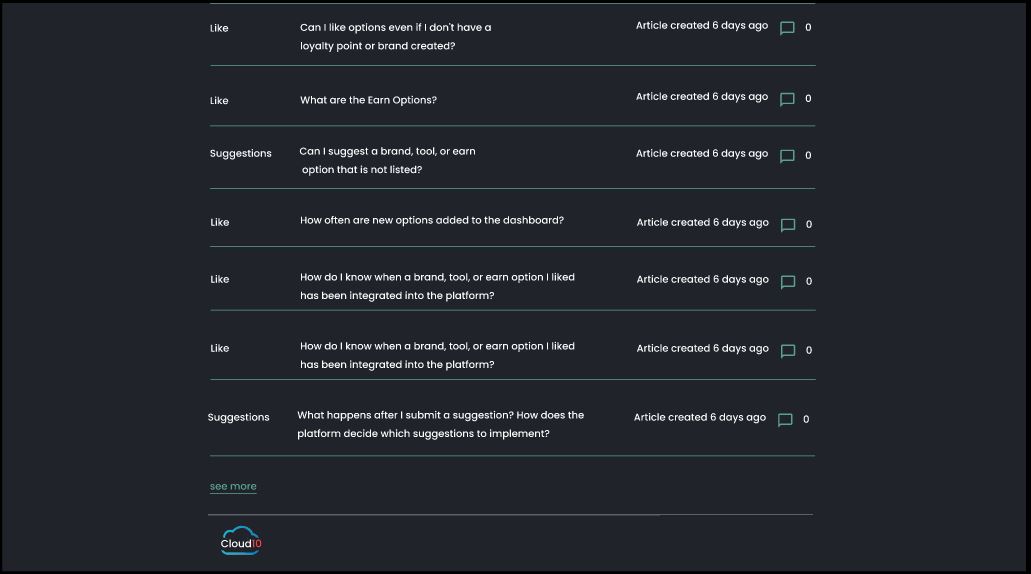 Like Can I like options even if I don't have a Article created 6 days ago 0
loyalty point or brand created?
Like What are the Earn Options? Article created 6 days ago 0
Suggestions Can I suggest a brand, tool, or earn Article created 6 days ago 0
option that is not listed?
Like How often are new options added to the dashboard? Article created 6 days ago 0
Like How do I know when a brand, tool, or earn option I liked Article created 6 days ago 0
has been integrated into the platform?
Like How do I know when a brand, tool, or earn option I liked Article created 6 days ago 0
has been integrated into the platform?
Suggestions What happens after I submit a suggestion? How does the Article created 6 days ago 0
platform decide which suggestions to implement?
see more
Cloud10